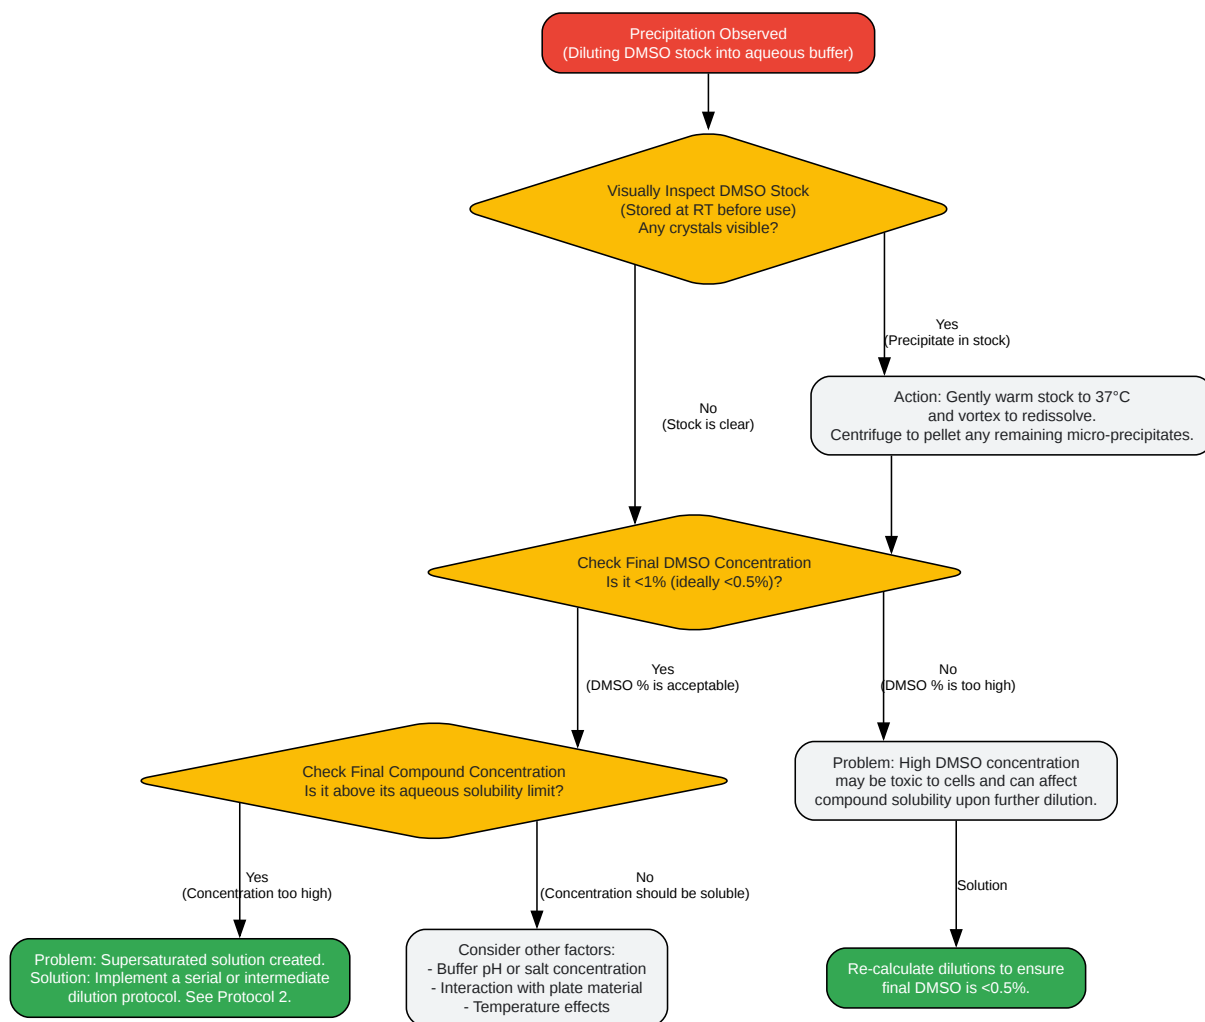 Precipitation Observed
(Diluting DMSO stock into aqueous buffer)
Visually Inspect DMSO Stock
(Stored at RT before use)
Any crystals visible?
Yes
(Precipitate in stock)
No
(Stock is clear)
Action: Gently warm stock to 37°C
and vortex to redissolve.
Centrifuge to pellet any remaining micro-precipitates.
Check Final DMSO Concentration
Is it <1% (ideally <0.5%)?
Yes
(DMSO % is acceptable)
No
(DMSO % is too high)
Check Final Compound Concentration
Is it above its aqueous solubility limit?
Problem: High DMSO concentration
may be toxic to cells and can affect
compound solubility upon further dilution.
Yes
(Concentration too high)
No
(Concentration should be soluble)
Solution
Problem: Supersaturated solution created.
Solution: Implement a serial or intermediate
dilution protocol. See Protocol 2.
Consider other factors:
- Buffer pH or salt concentration
- Interaction with plate material
- Temperature effects
Re-calculate dilutions to ensure
final DMSO is <0.5%.